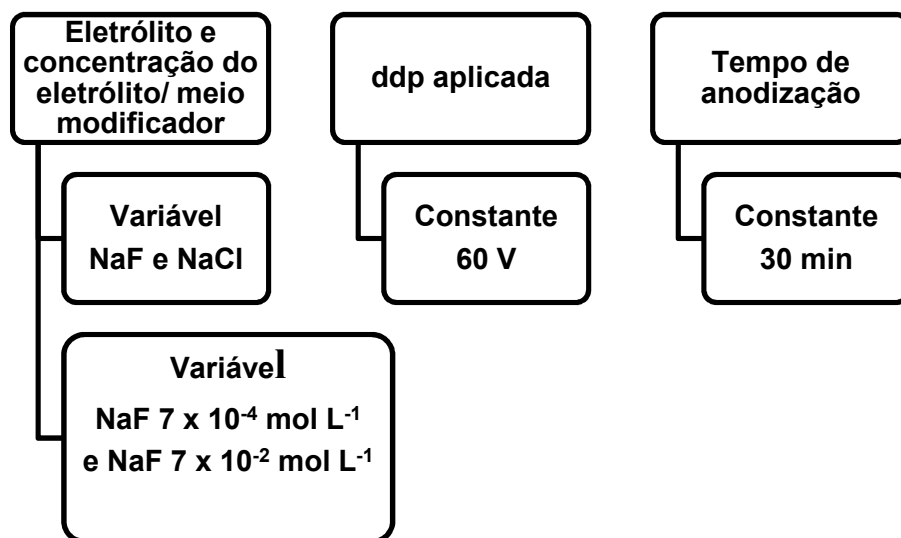 Eletrólito e
concentração do
eletrólito/ meio
modificador
Variável
NaF e NaCl
Variável
NaF 7 x 10⁻⁴ mol L⁻¹
e NaF 7 x 10⁻² mol L⁻¹
ddp aplicada
Constante
60 V
Tempo de
anodização
Constante
30 min